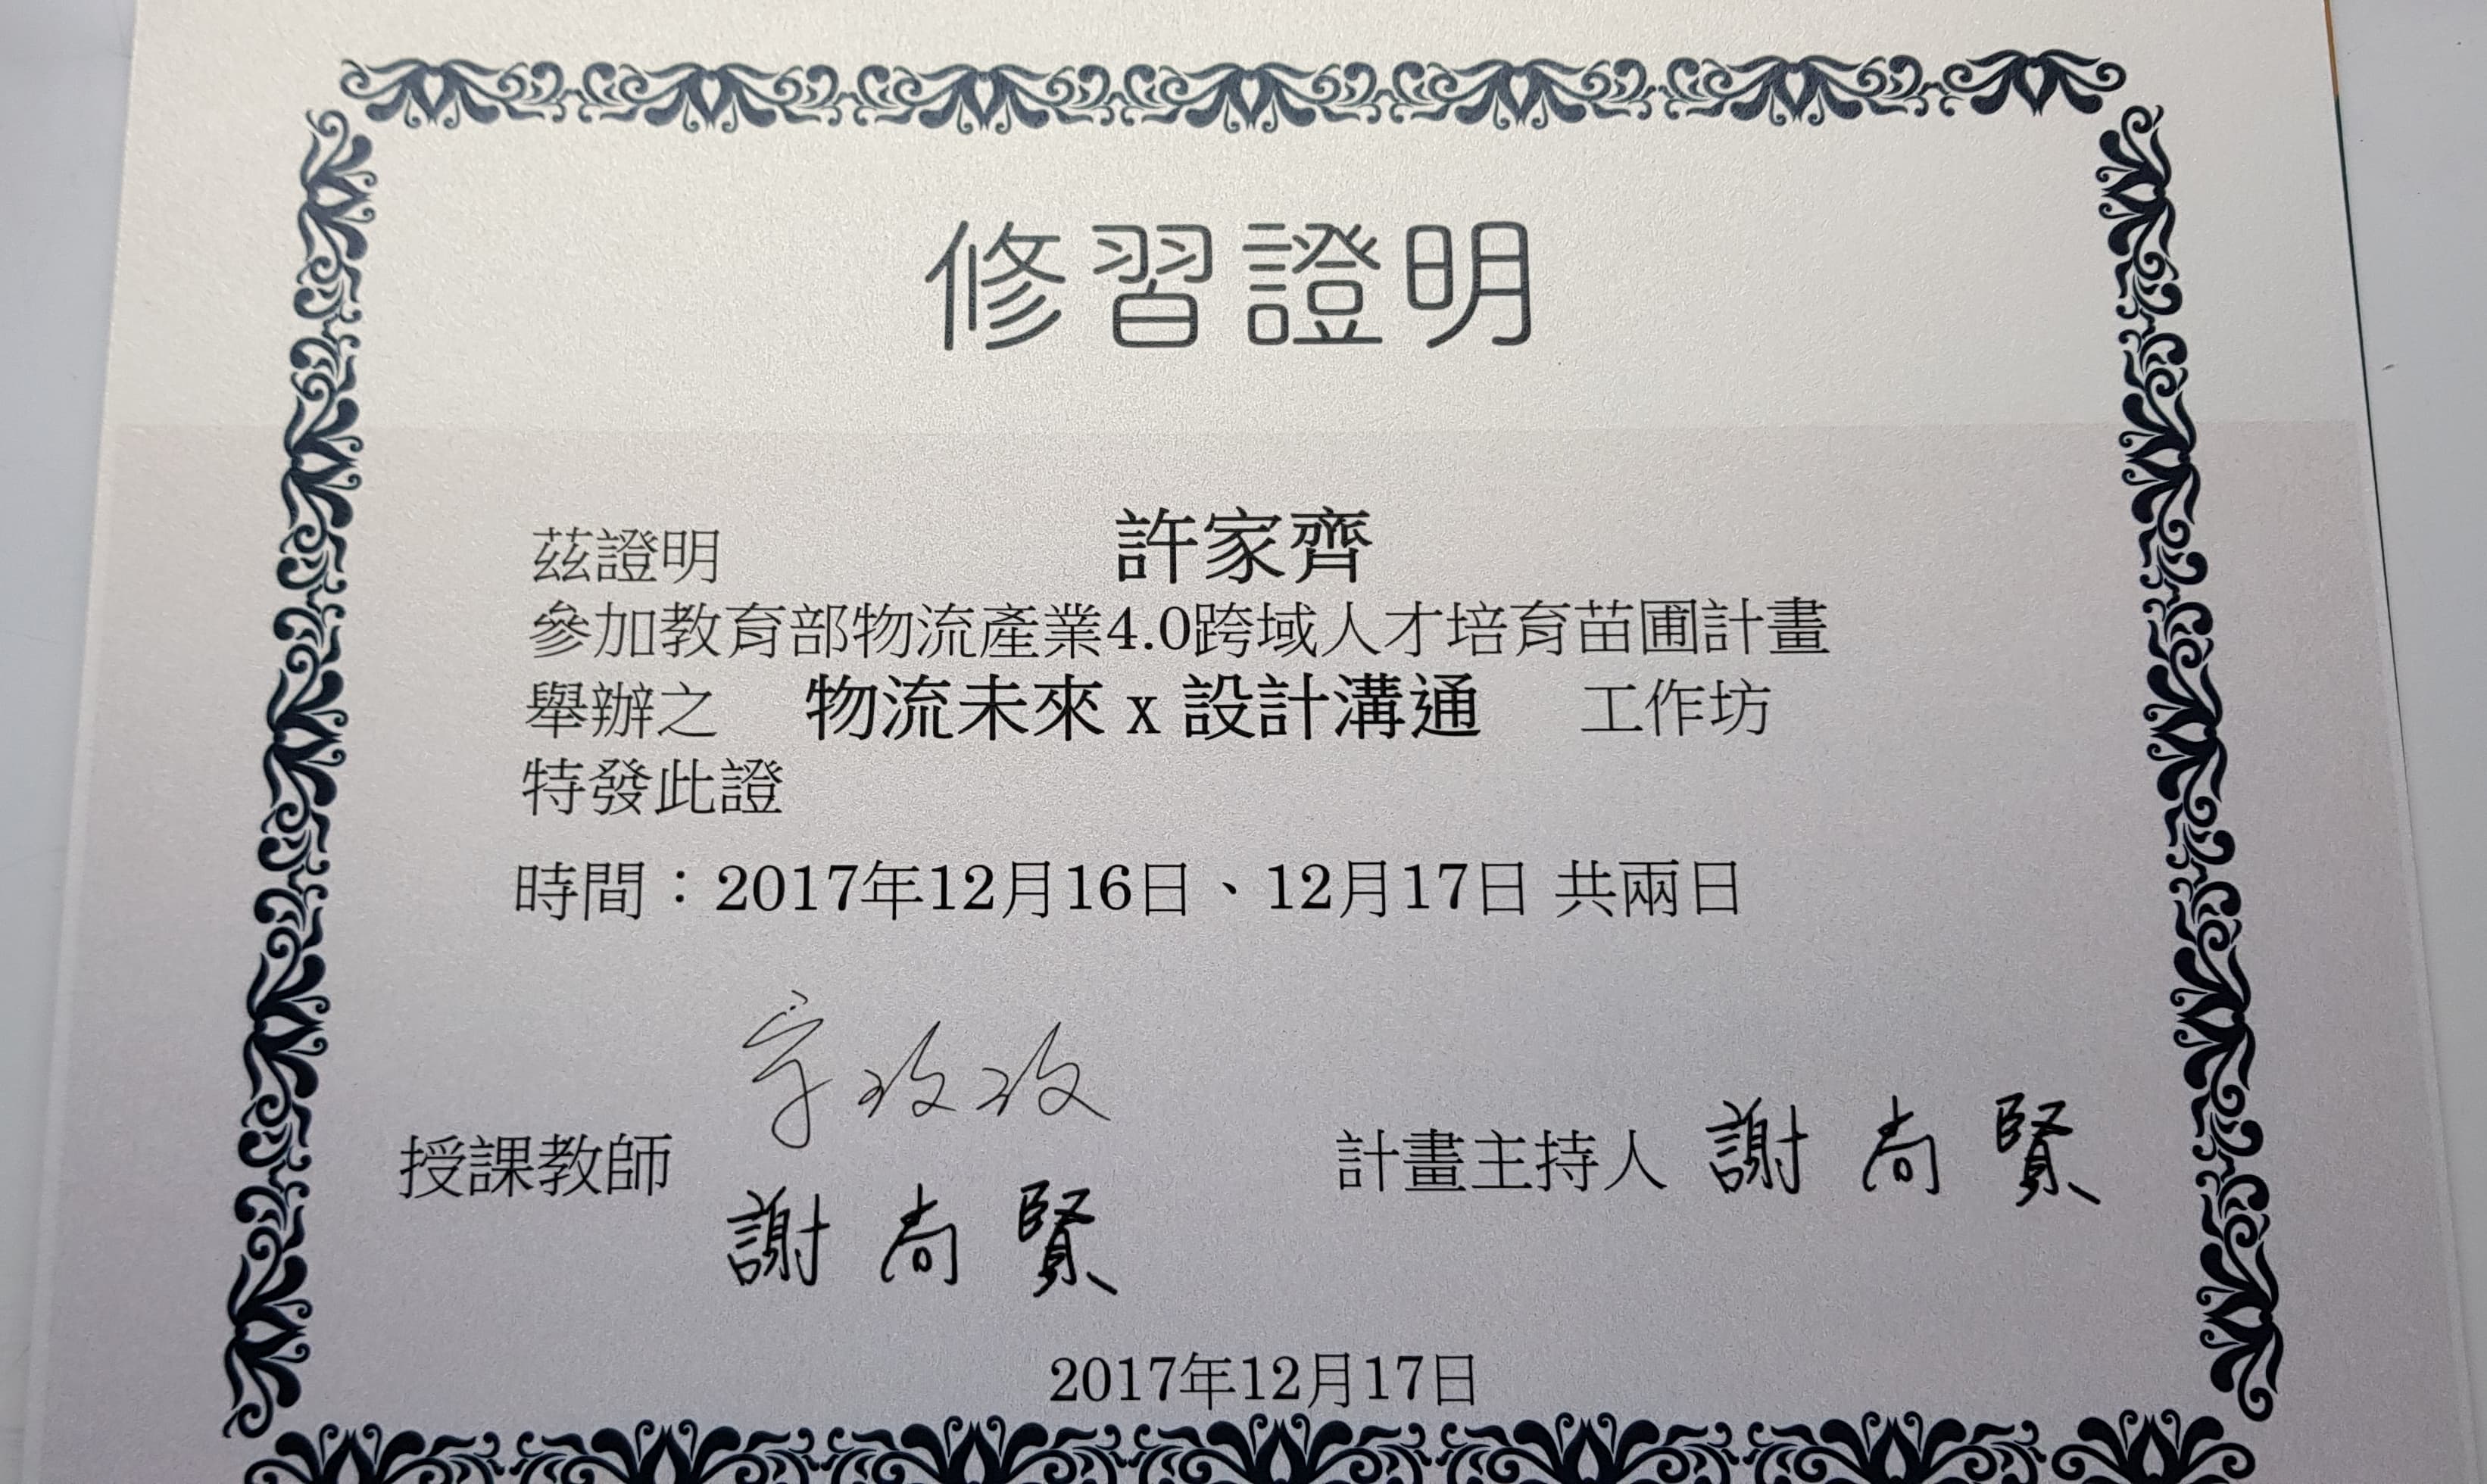 修習證明
茲證明 許家齊
參加教育部物流產業4.0跨域人才培育苗圃計畫
舉辦之 物流未來 x 設計溝通 工作坊
特發此證
時間：2017年12月16日、12月17日 共兩日
授課教師
謝尚賢
計畫主持人 謝尚賢
2017年12月17日